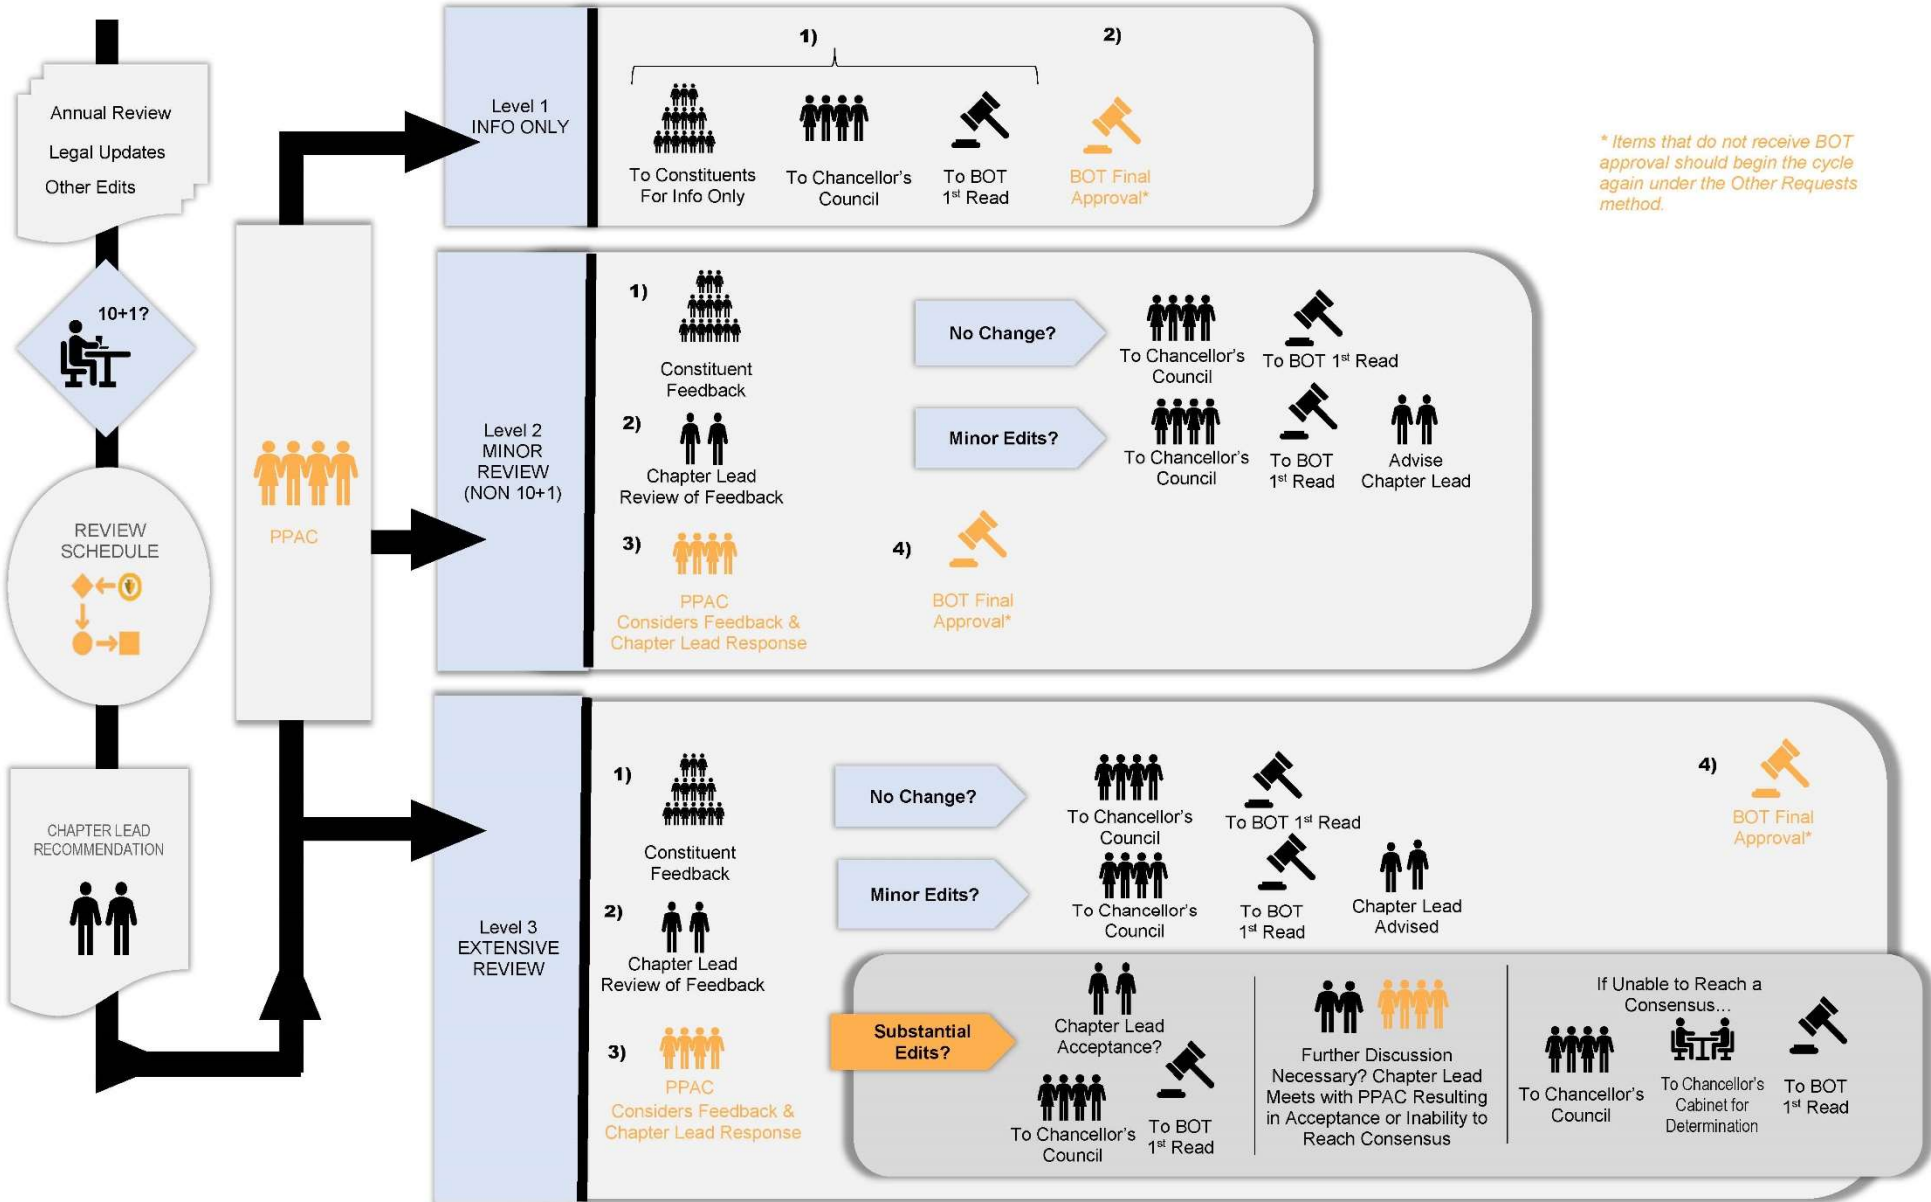 Annual Review
Legal Updates
Other Edits
10+1?
REVIEW
SCHEDULE
CHAPTER LEAD
RECOMMENDATION
PPAC
Level 1
INFO ONLY
1)
To Constituents
For Info Only
To Chancellor's
Council
To BOT
1st Read
2)
BOT Final
Approval*
* Items that do not receive BOT
approval should begin the cycle
again under the Other Requests
method.
Level 2
MINOR
REVIEW
(NON 10+1)
1)
Constituent
Feedback
2)
Chapter Lead
Review of Feedback
3)
PPAC
Considers Feedback &
Chapter Lead Response
No Change?
To Chancellor's
Council
To BOT 1st Read
Minor Edits?
To Chancellor's
Council
To BOT
1st Read
Advise
Chapter Lead
4)
BOT Final
Approval*
Level 3
EXTENSIVE
REVIEW
1)
Constituent
Feedback
2)
Chapter Lead
Review of Feedback
3)
PPAC
Considers Feedback &
Chapter Lead Response
No Change?
To Chancellor's
Council
To BOT 1st Read
Minor Edits?
To Chancellor's
Council
To BOT
1st Read
Chapter Lead
Advised
Substantial
Edits?
Chapter Lead
Acceptance?
To Chancellor's
Council
To BOT
1st Read
Further Discussion
Necessary? Chapter Lead
Meets with PPAC Resulting
in Acceptance or Inability to
Reach Consensus
If Unable to Reach a
Consensus…
To Chancellor's
Council
To Chancellor's
Cabinet for
Determination
To BOT
1st Read
4)
BOT Final
Approval*